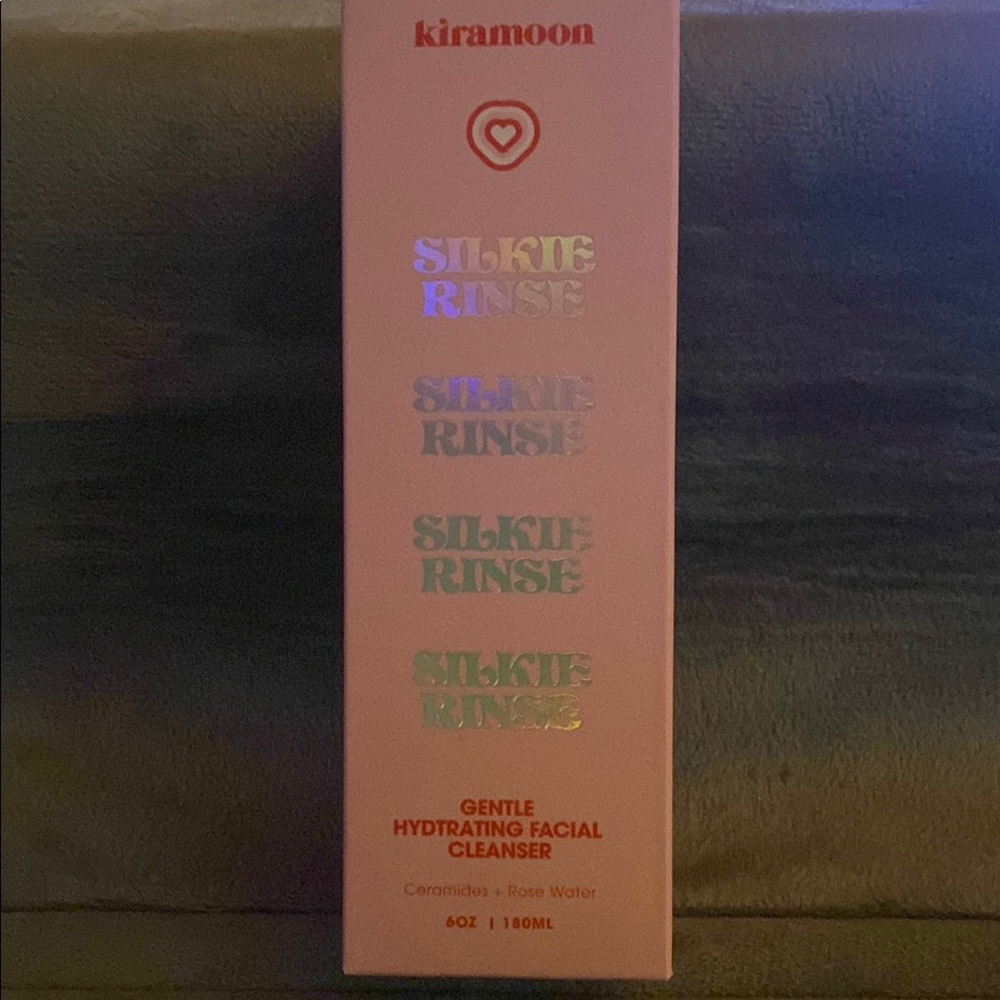 kiramoon
SILKIE
RINSE
SILKIE
RINSE
SILKIE
RINSE
SILKIE
RINSE
GENTLE
HYDTRATING FACIAL
CLEANSER
Ceramides + Rose Water
6OZ | 180ML